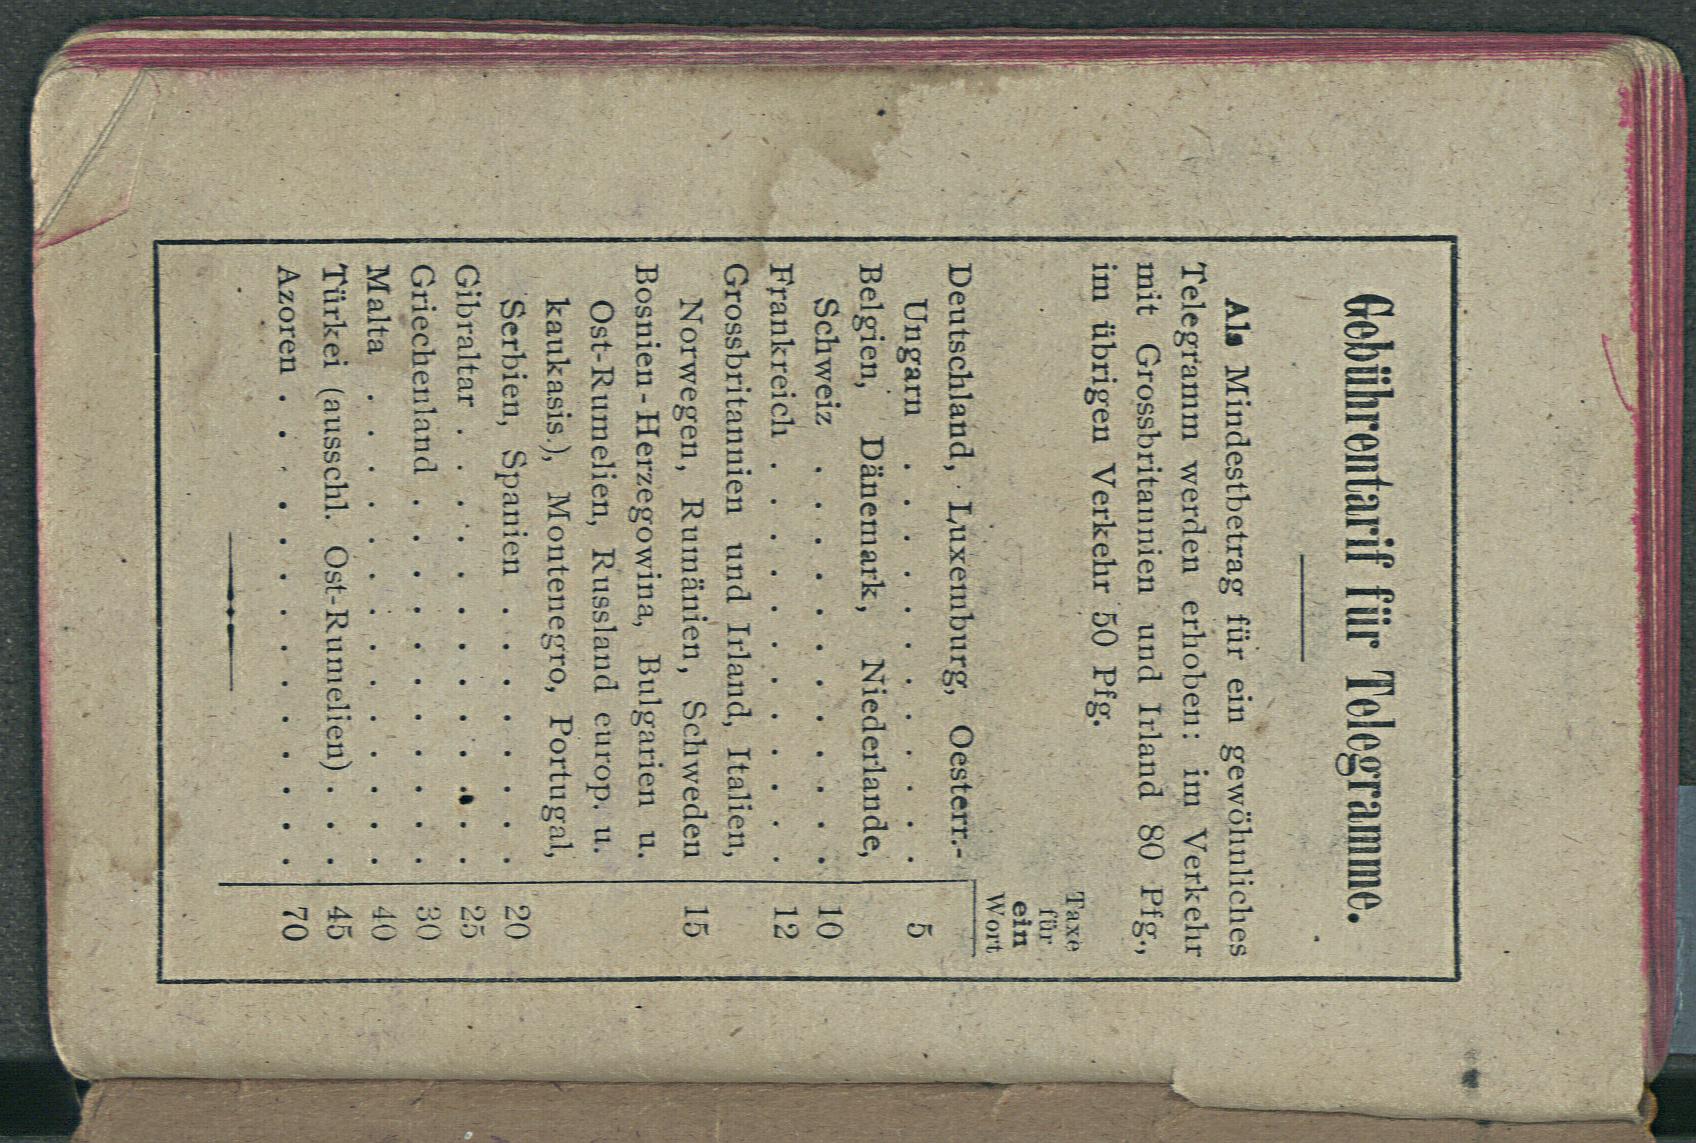 Gebührentarif für Telegramme.
Als Mindestbetrag für ein gewöhnliches
Telegramm werden erhoben: im Verkehr
mit Grossbritannien und Irland 80 Pfg.,
im übrigen Verkehr 50 Pfg.
Taxe
für
ein
Wort
Deutschland, Luxemburg, Oesterr.-
Ungarn . . . . . . . . . . . . 5
Belgien, Dänemark, Niederlande,
Schweiz . . . . . . . . . . . . 10
Frankreich . . . . . . . . . . . . 12
Grossbritannien und Irland, Italien,
Norwegen, Rumänien, Schweden 15
Bosnien-Herzegowina, Bulgarien u.
Ost-Rumelien, Russland europ. u.
kaukasis.), Montenegro, Portugal,
Serbien, Spanien . . . . . . . . 20
Gibraltar . . . . . . . . . . . . . 25
Griechenland . . . . . . . . . . . 30
Malta . . . . . . . . . . . . . . 40
Türkei (ausschl. Ost-Rumelien) . . . 45
Azoren . . . . . . . . . . . . . . 70